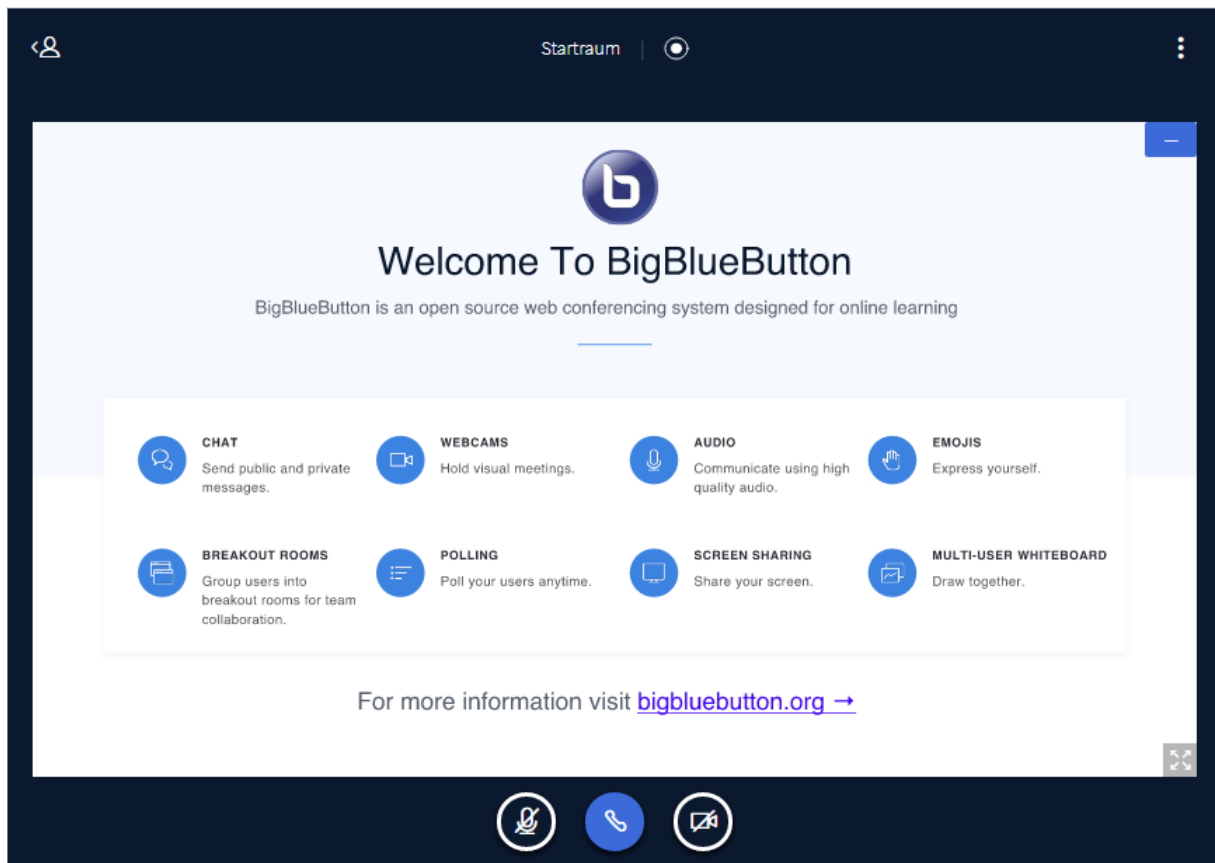 Startraum
Welcome To BigBlueButton
BigBlueButton is an open source web conferencing system designed for online learning
CHAT
Send public and private
messages.
WEBCAMS
Hold visual meetings.
AUDIO
Communicate using high
quality audio.
EMOJIS
Express yourself.
BREAKOUT ROOMS
Group users into
breakout rooms for team
collaboration.
POLLING
Poll your users anytime.
SCREEN SHARING
Share your screen.
MULTI-USER WHITEBOARD
Draw together.
For more information visit bigbluebutton.org →